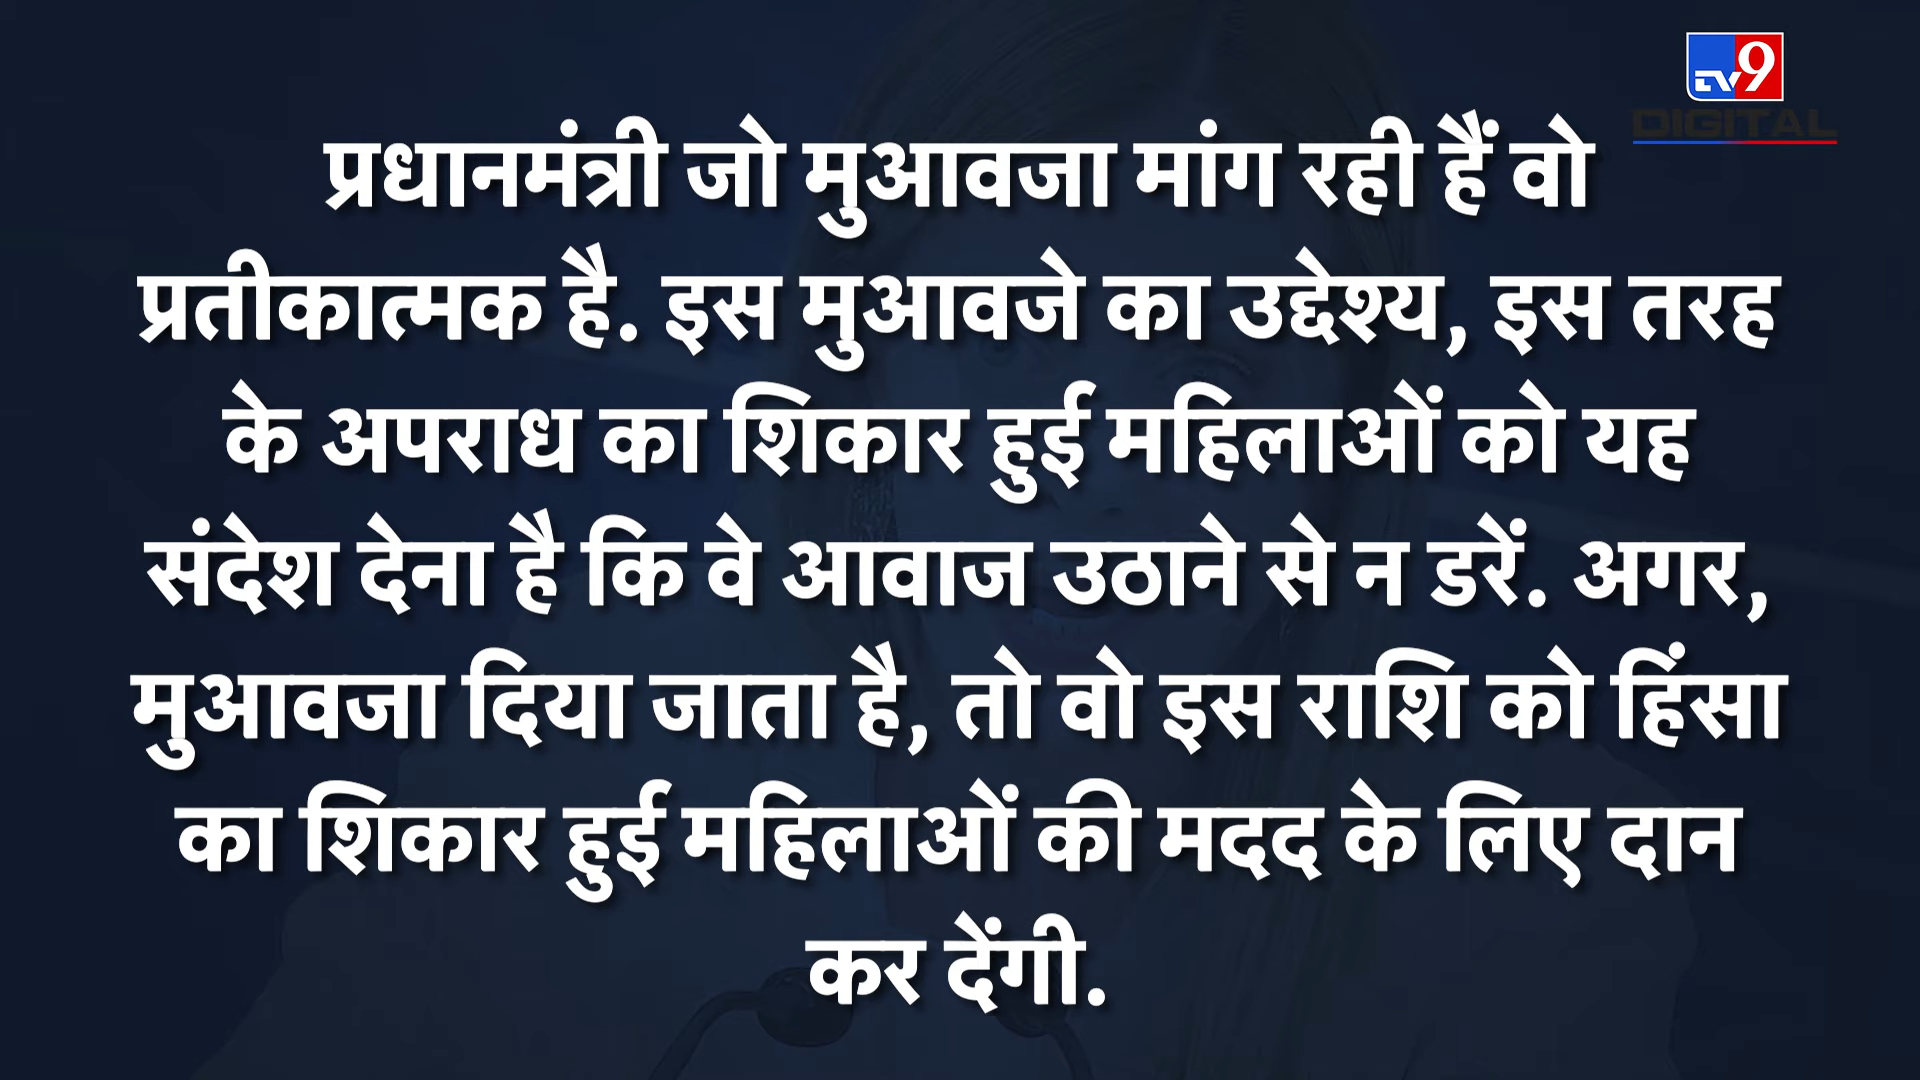 TV9
DIGITAL
प्रधानमंत्री जो मुआवजा मांग रही हैं वो
प्रतीकात्मक है. इस मुआवजे का उद्देश्य, इस तरह
के अपराध का शिकार हुई महिलाओं को यह
संदेश देना है कि वे आवाज उठाने से न डरें. अगर,
मुआवजा दिया जाता है, तो वो इस राशि को हिंसा
का शिकार हुई महिलाओं की मदद के लिए दान
कर देंगी.